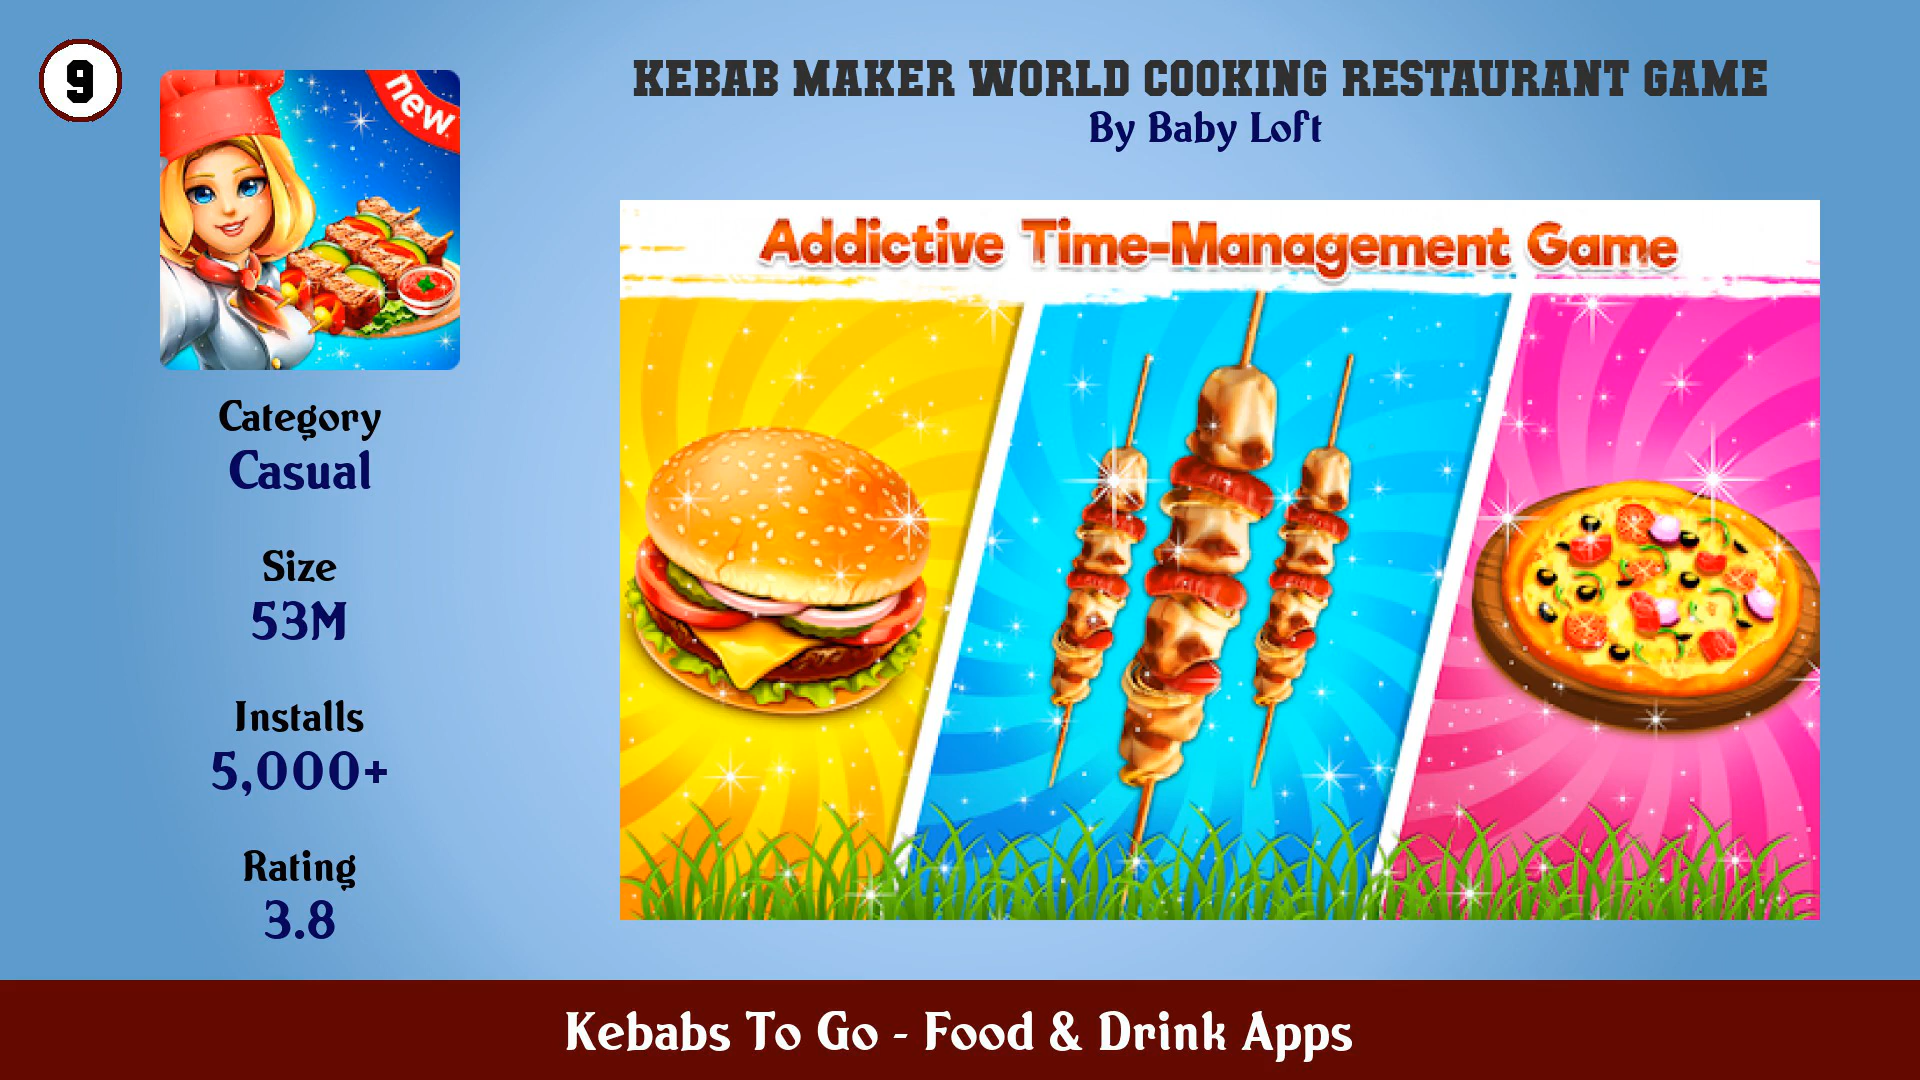 9
new
KEBAB MAKER WORLD COOKING RESTAURANT GAME
By Baby Loft
Addictive Time-Management Game
Category
Casual
Size
53M
Installs
5,000+
Rating
3.8
Kebabs To Go - Food & Drink Apps